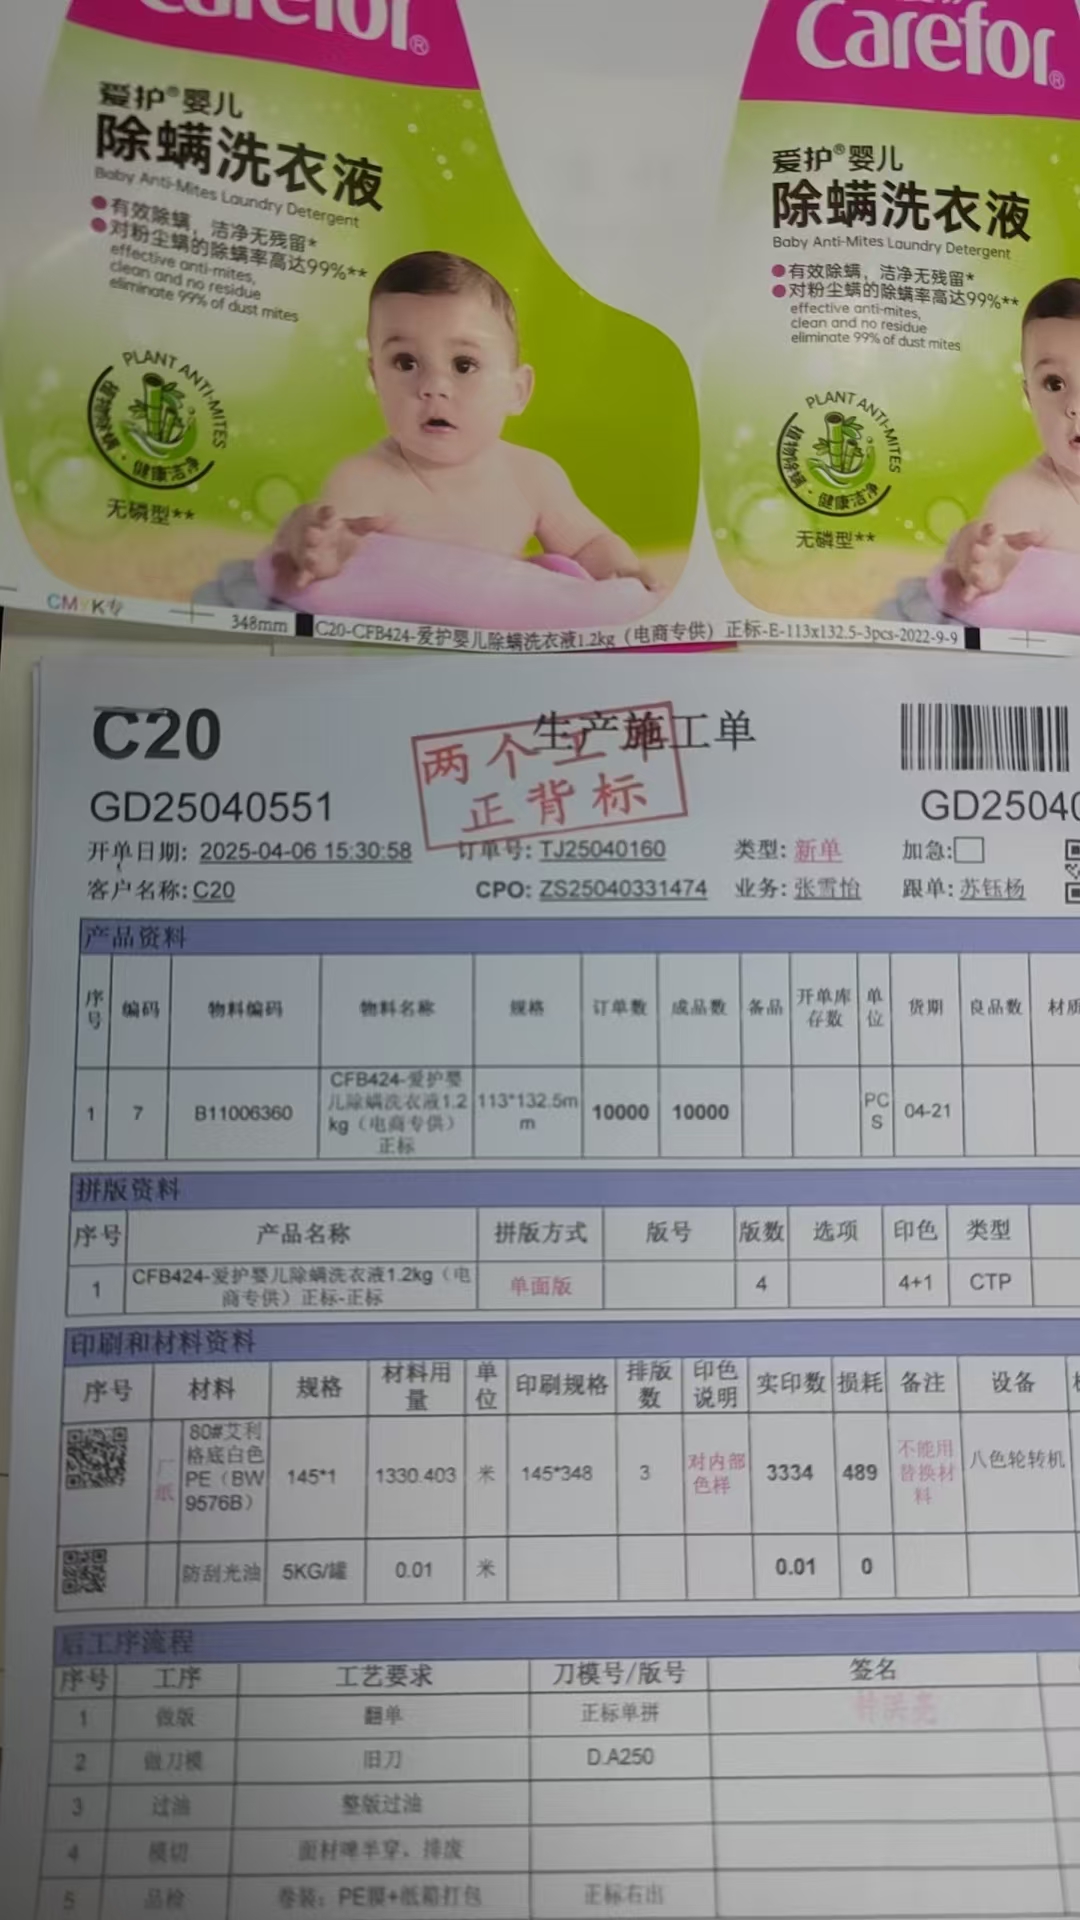 Carefor®
爱护®婴儿
除螨洗衣液
Baby Anti-Mites Laundry Detergent
有效除螨，洁净无残留*
对粉尘螨的除螨率高达99%**
effective anti-mites,
clean and no residue
eliminate 99% of dust mites
PLANT ANTI-MITES
健康洁净
无磷型**
Carefor®
爱护®婴儿
除螨洗衣液
Baby Anti-Mites Laundry Detergent
有效除螨，洁净无残留*
对粉尘螨的除螨率高达99%**
effective anti-mites,
clean and no residue
eliminate 99% of dust mites
PLANT ANTI-MITES
健康洁净
无磷型**
CMYK专
348mm C20-CFB424-爱护婴儿除螨洗衣液1.2kg（电商专供）正标-E-113x132.5-3pcs-2022-9-9
C20 生产施工单
两个工单
正背标
GD25040551 GD25040
开单日期: 2025-04-06 15:30:58 订单号: TJ25040160 类型: 新单 加急:
客户名称: C20 CPO: ZS25040331474 业务: 张雪怡 跟单: 苏钰杨
产品资料
序号 编码 物料编码 物料名称 规格 订单数 成品数 备品 开单库存数 单位 货期 良品数 材质
1 7 B11006360 CFB424-爱护婴儿除螨洗衣液1.2kg（电商专供）正标 113*132.5mm 10000 10000 PCS 04-21
拼版资料
序号 产品名称 拼版方式 版号 版数 选项 印色 类型
1 CFB424-爱护婴儿除螨洗衣液1.2kg（电商专供）正标-正标 单面版 4 4+1 CTP
印刷和材料资料
序号 材料 规格 材料用量 单位 印刷规格 排版数 印色说明 实印数 损耗 备注 设备
厂纸 80#艾利格底白色PE（BW9576B） 145*1 1330.403 米 145*348 3 对内部色样 3334 489 不能用替换材料 八色轮转机
防刮光油 5KG/罐 0.01 米 0.01 0
后工序流程
序号 工序 工艺要求 刀模号/版号 签名
1 做版 翻单 正标单拼
2 做刀模 旧刀 D.A250
3 过油 整版过油
4 模切 面材啤半穿、排废
5 品检 卷装：PE膜+纸箱打包 正标右出